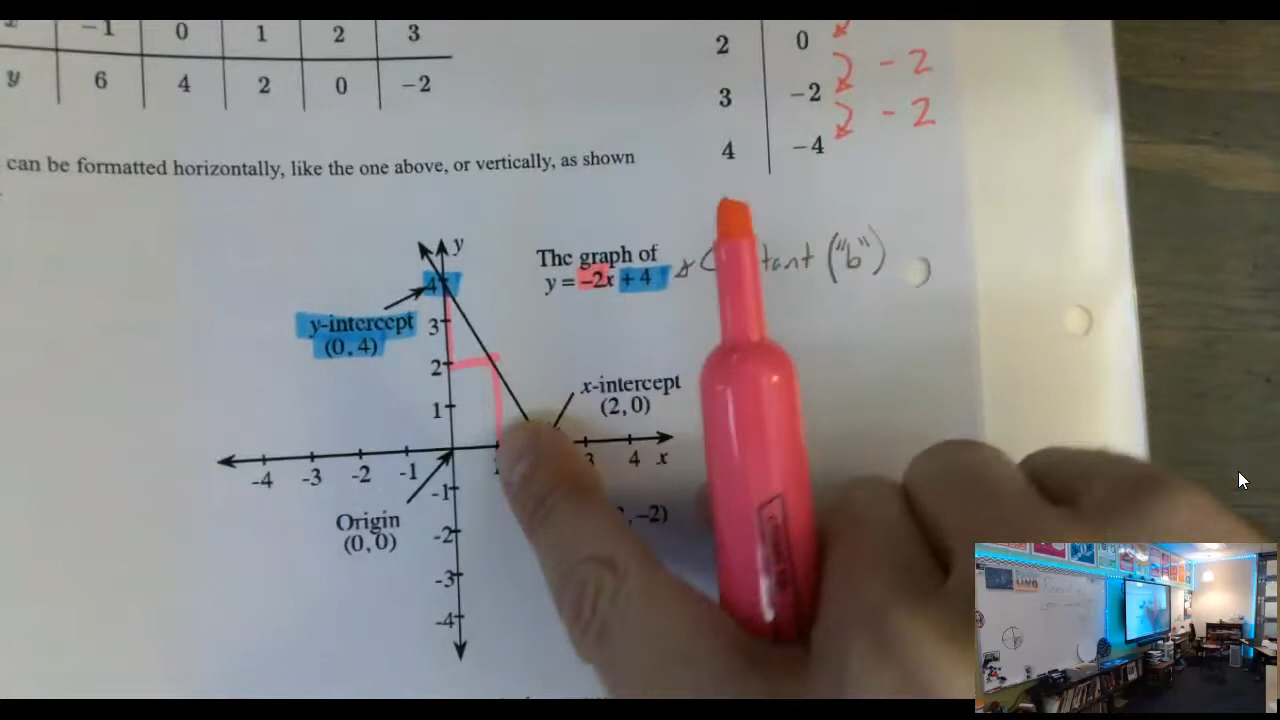 -1 0 1 2 3
y 6 4 2 0 -2
2 0
3 -2
4 -4
-2
-2
can be formatted horizontally, like the one above, or vertically, as shown
y
The graph of
y = -2x + 4
tant ("b")
y-intercept
(0, 4)
4
3
2
1
x-intercept
(2, 0)
-4 -3 -2 -1 3 4 x
-1
-2
-3
-4
Origin
(0, 0)
, -2)